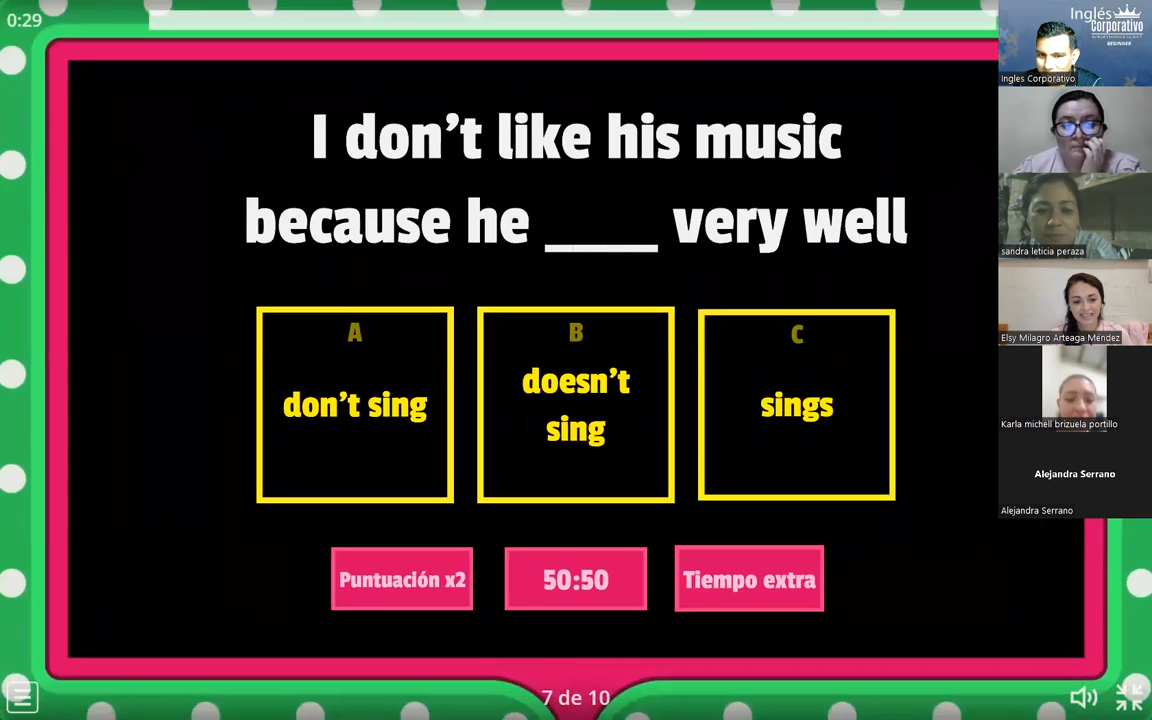 0:29
I don't like his music
because he ____ very well
A
don't sing
B
doesn't
sing
C
sings
Puntuación x2
50:50
Tiempo extra
7 de 10
Inglés
Corporativo
BEGINNER
Ingles Corporativo
sandra leticia peraza
Elsy Milagro Arteaga Méndez
Karla michell brizuela portillo
Alejandra Serrano
Alejandra Serrano